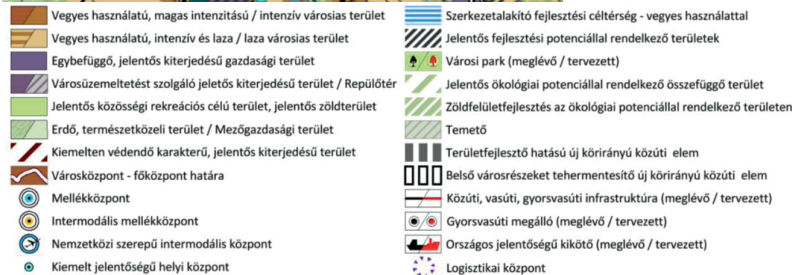 Vegyes használatú, magas intenzitású / intenzív városias terület
Vegyes használatú, intenzív és laza / laza városias terület
Egybefüggő, jelentős kiterjedésű gazdasági terület
Városüzemeltetést szolgáló jeletős kiterjedésű terület / Repülőtér
Jelentős közösségi rekreációs célú terület, jelentős zöldterület
Erdő, természetközeli terület / Mezőgazdasági terület
Kiemelten védendő karakterű, jelentős kiterjedésű terület
Városközpont - főközpont határa
Mellékközpont
Intermodális mellékközpont
Nemzetközi szerepű intermodális központ
Kiemelt jelentőségű helyi központ
Szerkezetalakító fejlesztési céltérség - vegyes használattal
Jelentős fejlesztési potenciállal rendelkező területek
Városi park (meglévő / tervezett)
Jelentős ökológiai potenciállal rendelkező összefüggő terület
Zöldfelületfejlesztés az ökológiai potenciállal rendelkező területen
Temető
Területfejlesztő hatású új körirányú közúti elem
Belső városrészeket tehermentesítő új körirányú közúti elem
Közúti, vasúti, gyorsvasúti infrastruktúra (meglévő / tervezett)
Gyorsvasúti megálló (meglévő / tervezett)
Országos jelentőségű kikötő (meglévő / tervezett)
Logisztikai központ